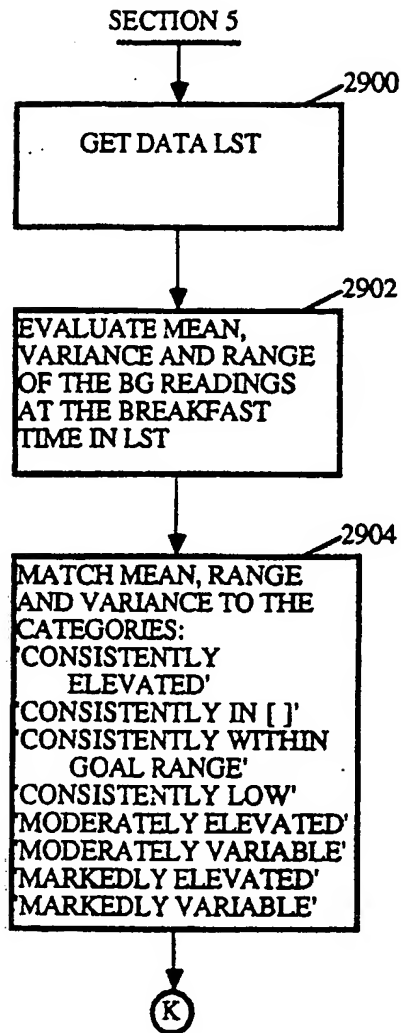 SECTION 5
2900
GET DATA LST
2902
EVALUATE MEAN,
VARIANCE AND RANGE
OF THE BG READINGS
AT THE BREAKFAST
TIME IN LST
2904
MATCH MEAN, RANGE
AND VARIANCE TO THE
CATEGORIES:
'CONSISTENTLY
ELEVATED'
'CONSISTENTLY IN [ ]'
'CONSISTENTLY WITHIN
GOAL RANGE'
'CONSISTENTLY LOW'
'MODERATELY ELEVATED'
'MODERATELY VARIABLE'
'MARKEDLY ELEVATED'
'MARKEDLY VARIABLE'
K